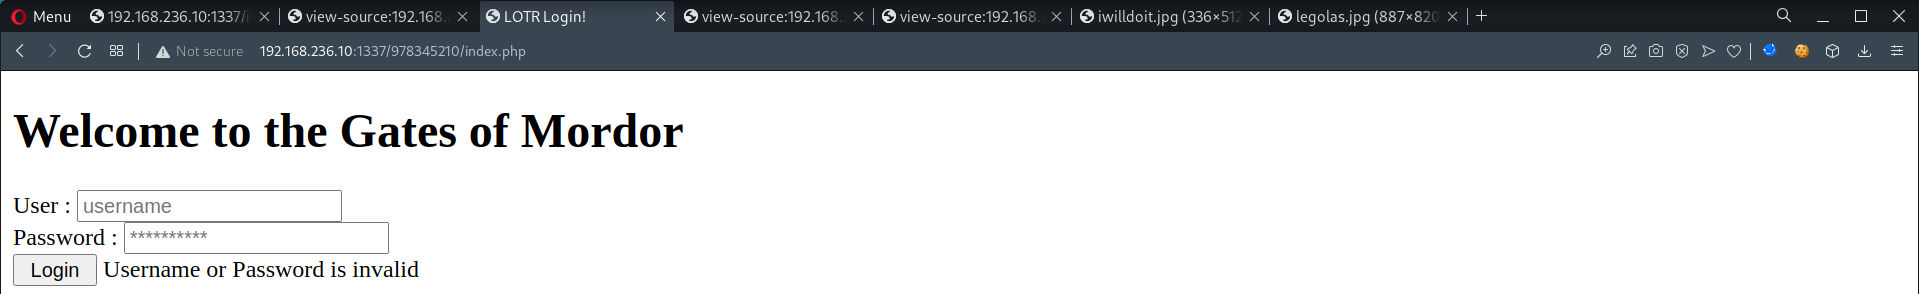 Menu 192.168.236.10:1337/i view-source:192.168. LOTR Login! view-source:192.168. view-source:192.168. iwilldoit.jpg (336×512 legolas.jpg (887×820
Not secure 192.168.236.10:1337/978345210/index.php
Welcome to the Gates of Mordor
User : username
Password : **********
Login Username or Password is invalid